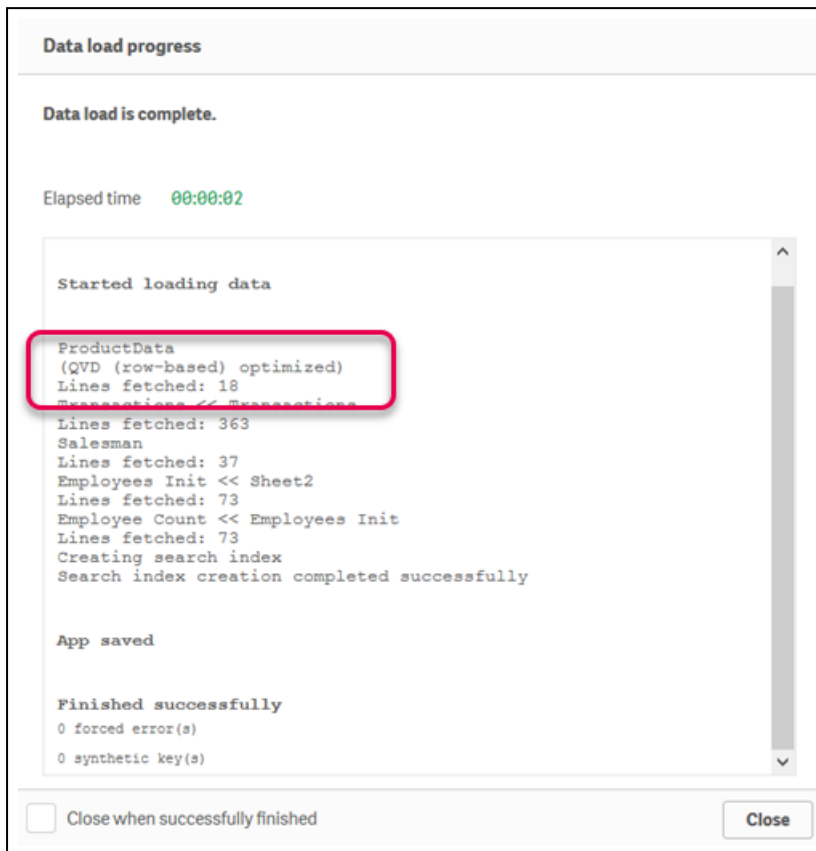 Data load progress
Data load is complete.
Elapsed time 00:00:02
Started loading data
ProductData
(QVD (row-based) optimized)
Lines fetched: 18
Transactions << Transactions
Lines fetched: 363
Salesman
Lines fetched: 37
Employees Init << Sheet2
Lines fetched: 73
Employee Count << Employees Init
Lines fetched: 73
Creating search index
Search index creation completed successfully
App saved
Finished successfully
0 forced error(s)
0 synthetic key(s)
Close when successfully finished
Close